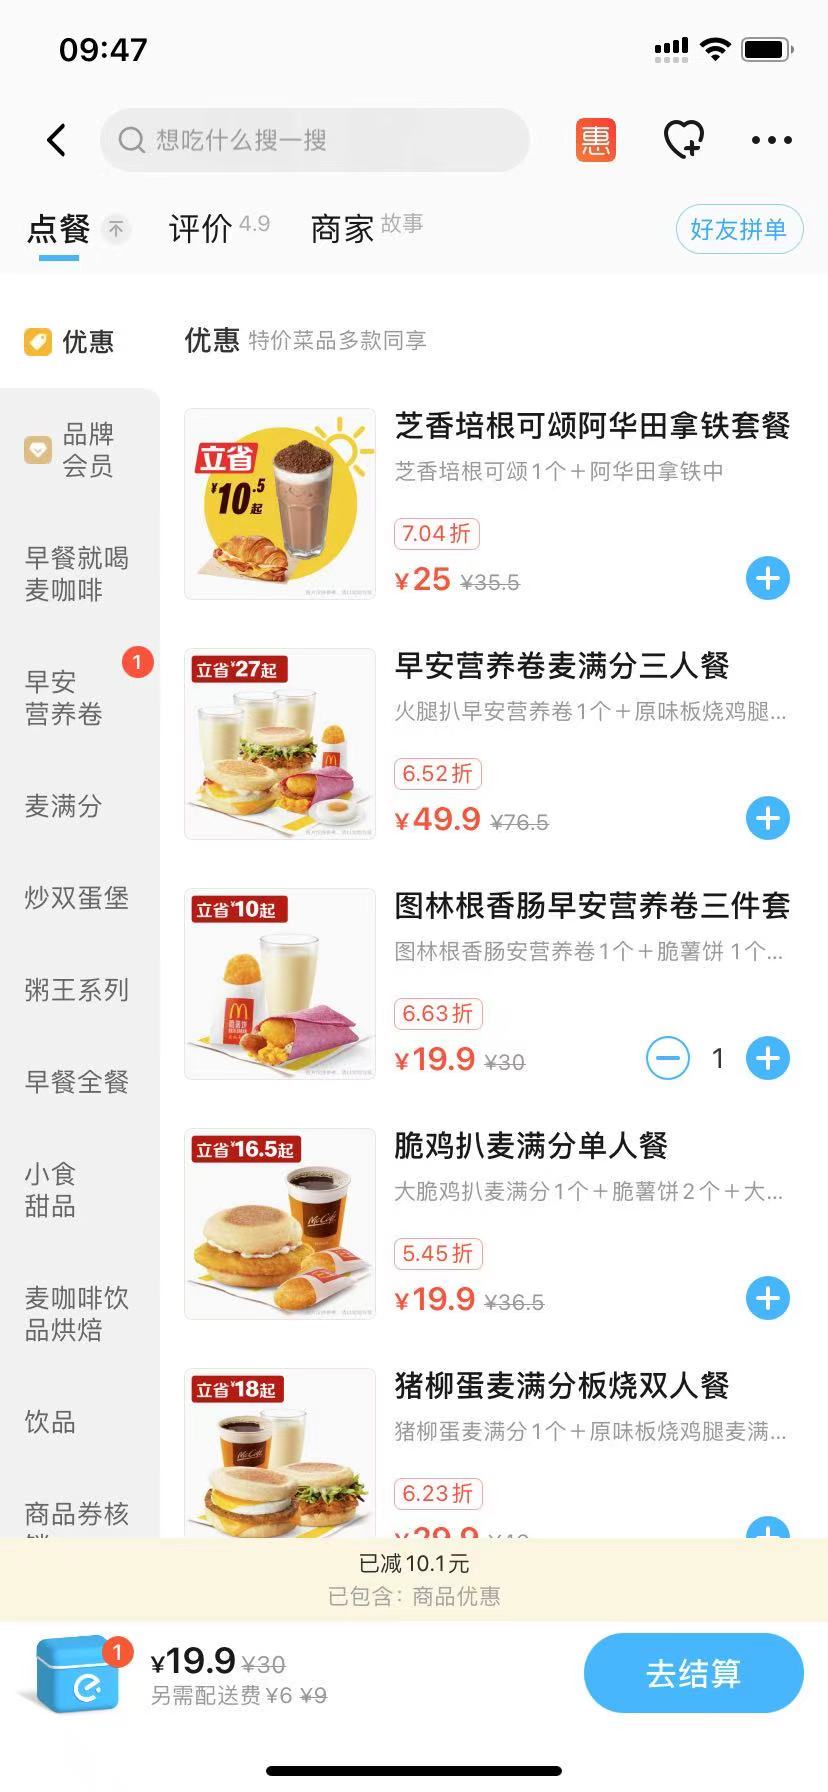 09:47
想吃什么搜一搜
惠
点餐
评价 4.9
商家 故事
好友拼单
优惠
优惠 特价菜品多款同享
品牌
会员
早餐就喝
麦咖啡
早安
营养卷
1
麦满分
炒双蛋堡
粥王系列
早餐全餐
小食
甜品
麦咖啡饮
品烘焙
饮品
商品券核
立省
¥10.5起
芝香培根可颂阿华田拿铁套餐
芝香培根可颂1个+阿华田拿铁中
7.04折
¥25 ¥35.5
立省¥27起
早安营养卷麦满分三人餐
火腿扒早安营养卷1个+原味板烧鸡腿...
6.52折
¥49.9 ¥76.5
立省¥10起
图林根香肠早安营养卷三件套
图林根香肠安营养卷1个+脆薯饼 1个...
6.63折
¥19.9 ¥30
1
立省¥16.5起
McCafé
脆鸡扒麦满分单人餐
大脆鸡扒麦满分1个+脆薯饼2个+大...
5.45折
¥19.9 ¥36.5
立省¥18起
McCafé
猪柳蛋麦满分板烧双人餐
猪柳蛋麦满分1个+原味板烧鸡腿麦满...
6.23折
已减10.1元
已包含：商品优惠
1
¥19.9 ¥30
另需配送费¥6 ¥9
去结算